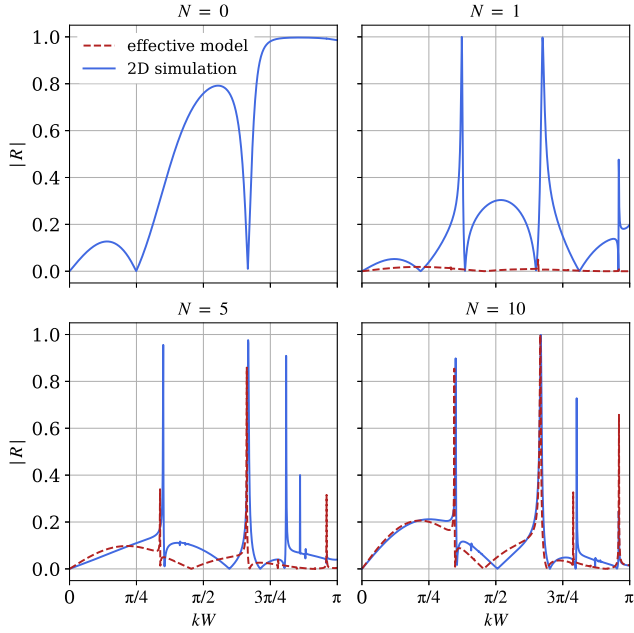 N = 0
N = 1
1.0
0.8
0.6
0.4
0.2
0.0
|R|
effective model
2D simulation
N = 5
N = 10
1.0
0.8
0.6
0.4
0.2
0.0
|R|
0
π/4
π/2
3π/4
π
kW
0
π/4
π/2
3π/4
π
kW